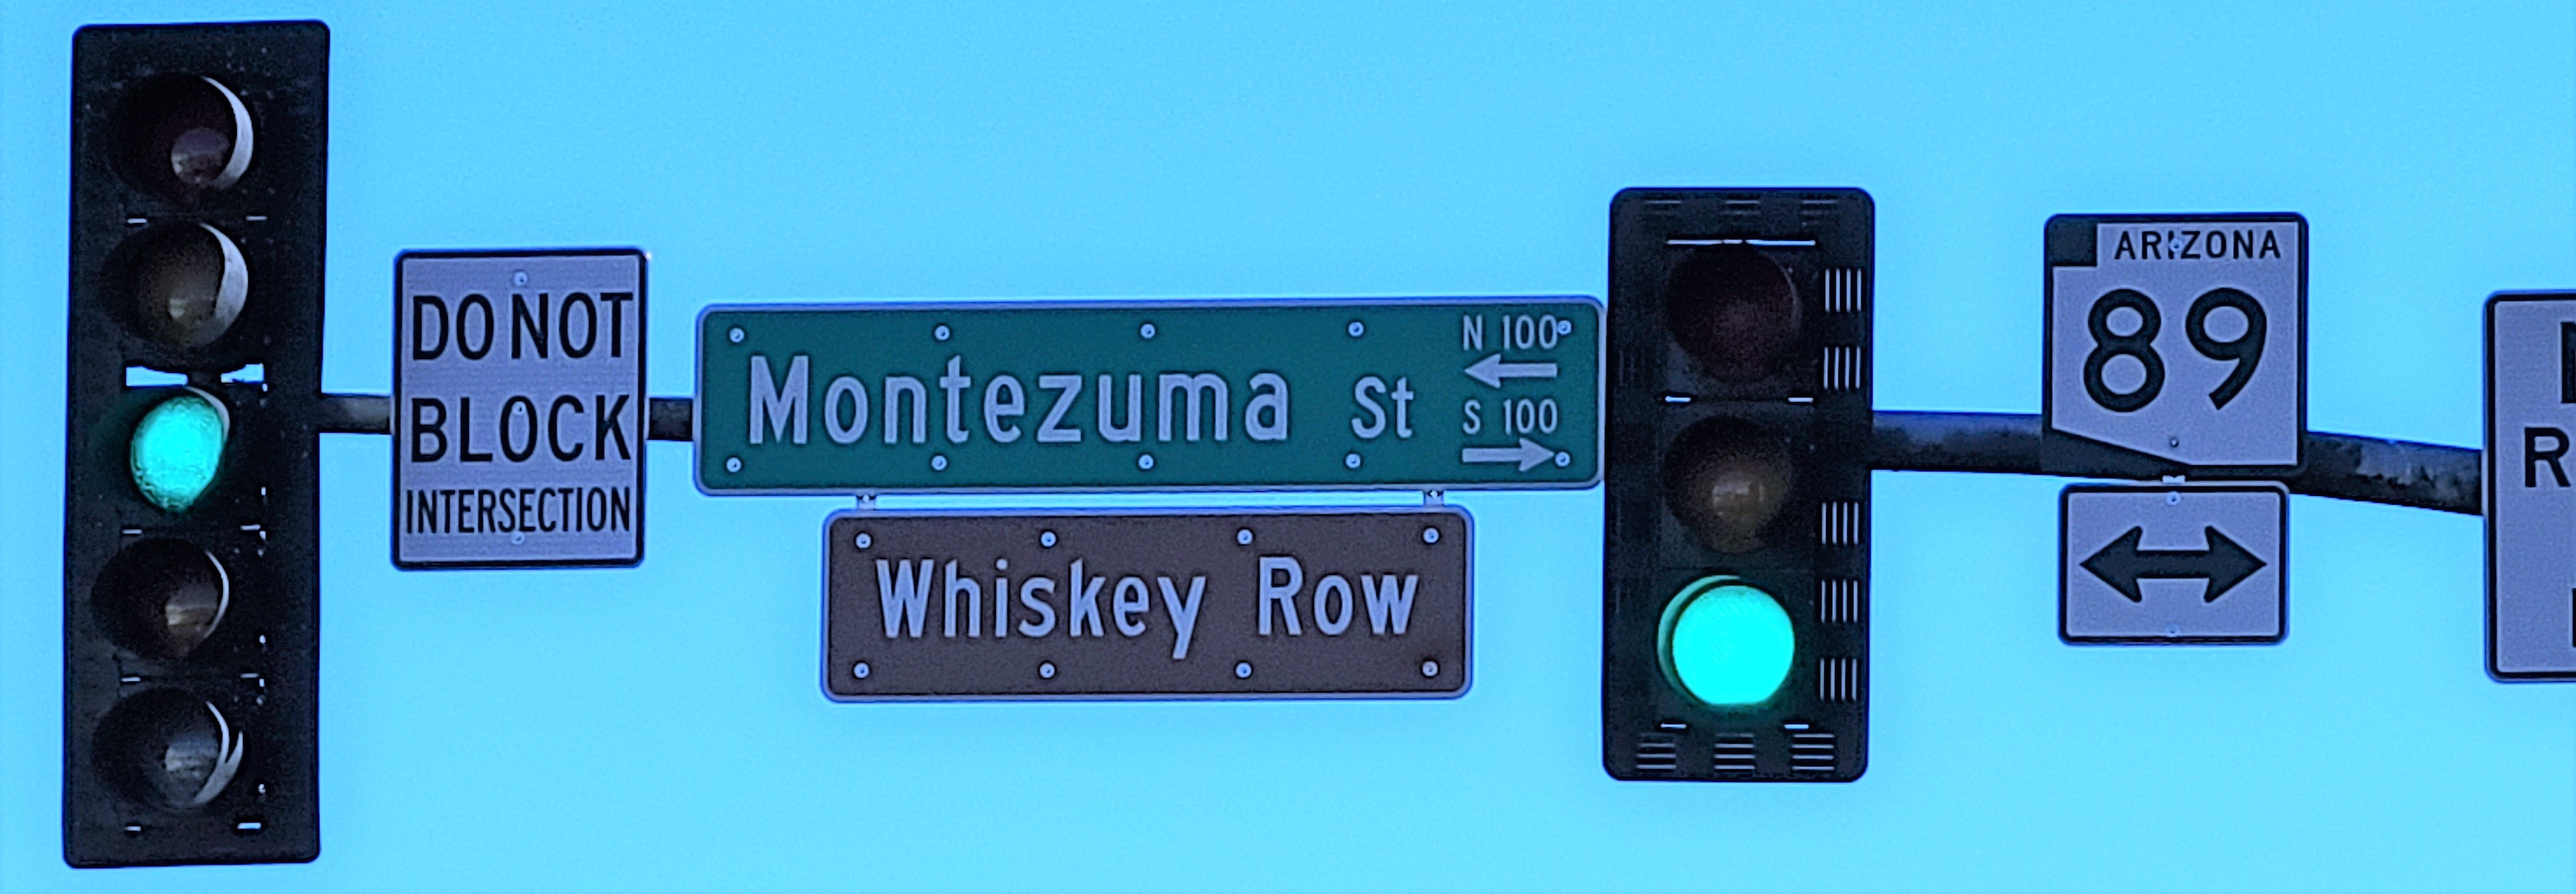 DO NOT
BLOCK
INTERSECTION
Montezuma St
N 100
S 100
Whiskey Row
ARIZONA
89